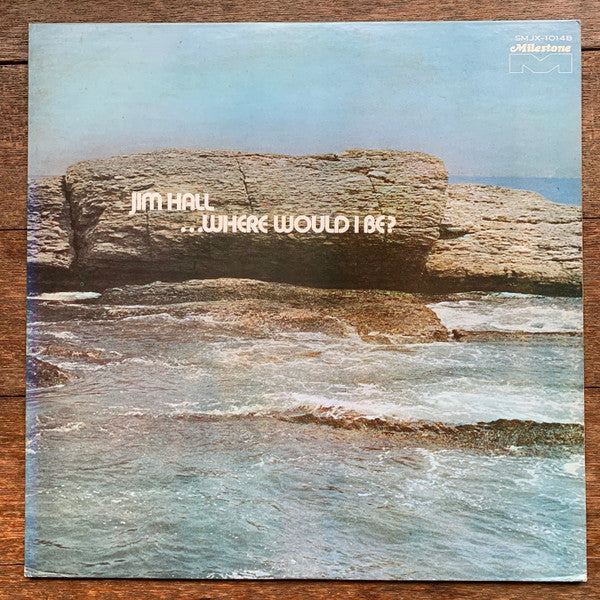 SMJX-10148
Milestone
M
JIM HALL
...WHERE WOULD I BE?